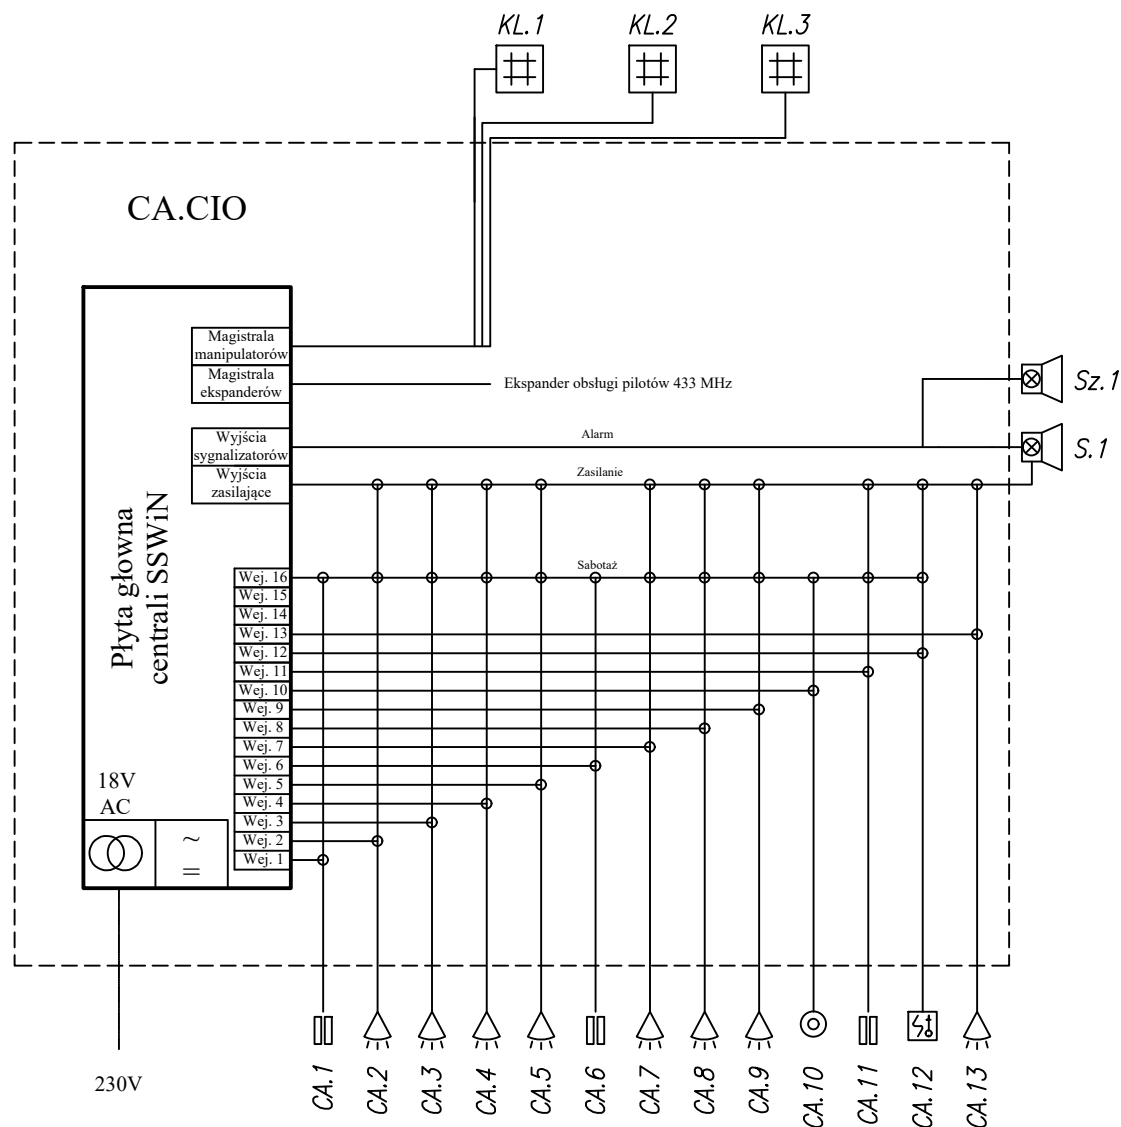 KL.1
KL.2
KL.3
CA.CIO
Magistrala
manipulatorów
Magistrala
ekspanderów
Ekspander obsługi pilotów 433 MHz
Sz.1
Wyjścia
sygnalizatorów
Alarm
S.1
Wyjścia
zasilające
Zasilanie
Płyta głowna
centrali SSWiN
Sabotaż
Wej. 16
Wej. 15
Wej. 14
Wej. 13
Wej. 12
Wej. 11
Wej. 10
Wej. 9
Wej. 8
Wej. 7
Wej. 6
Wej. 5
Wej. 4
Wej. 3
Wej. 2
Wej. 1
18V
AC
~
=
230V
CA.1
CA.2
CA.3
CA.4
CA.5
CA.6
CA.7
CA.8
CA.9
CA.10
CA.11
CA.12
CA.13